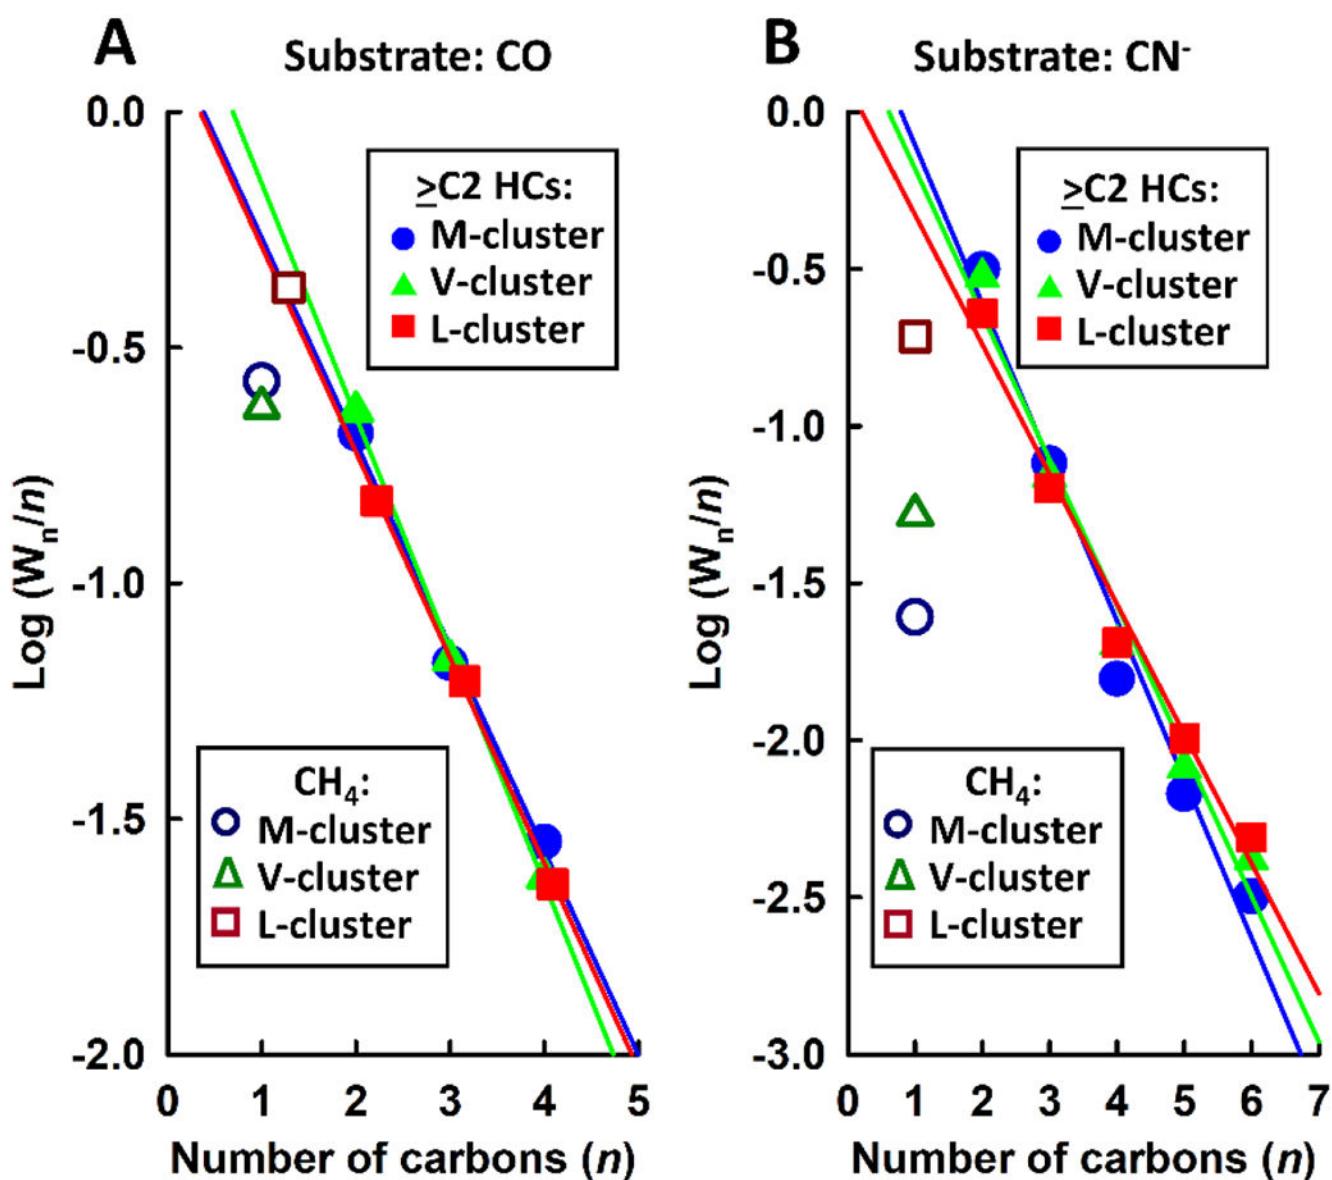 A
Substrate: CO
0.0
-0.5
-1.0
-1.5
-2.0
Log (Wn/n)
≥C2 HCs:
M-cluster
V-cluster
L-cluster
CH4:
M-cluster
V-cluster
L-cluster
0 1 2 3 4 5
Number of carbons (n)
B
Substrate: CN-
0.0
-0.5
-1.0
-1.5
-2.0
-2.5
-3.0
Log (Wn/n)
≥C2 HCs:
M-cluster
V-cluster
L-cluster
CH4:
M-cluster
V-cluster
L-cluster
0 1 2 3 4 5 6 7
Number of carbons (n)